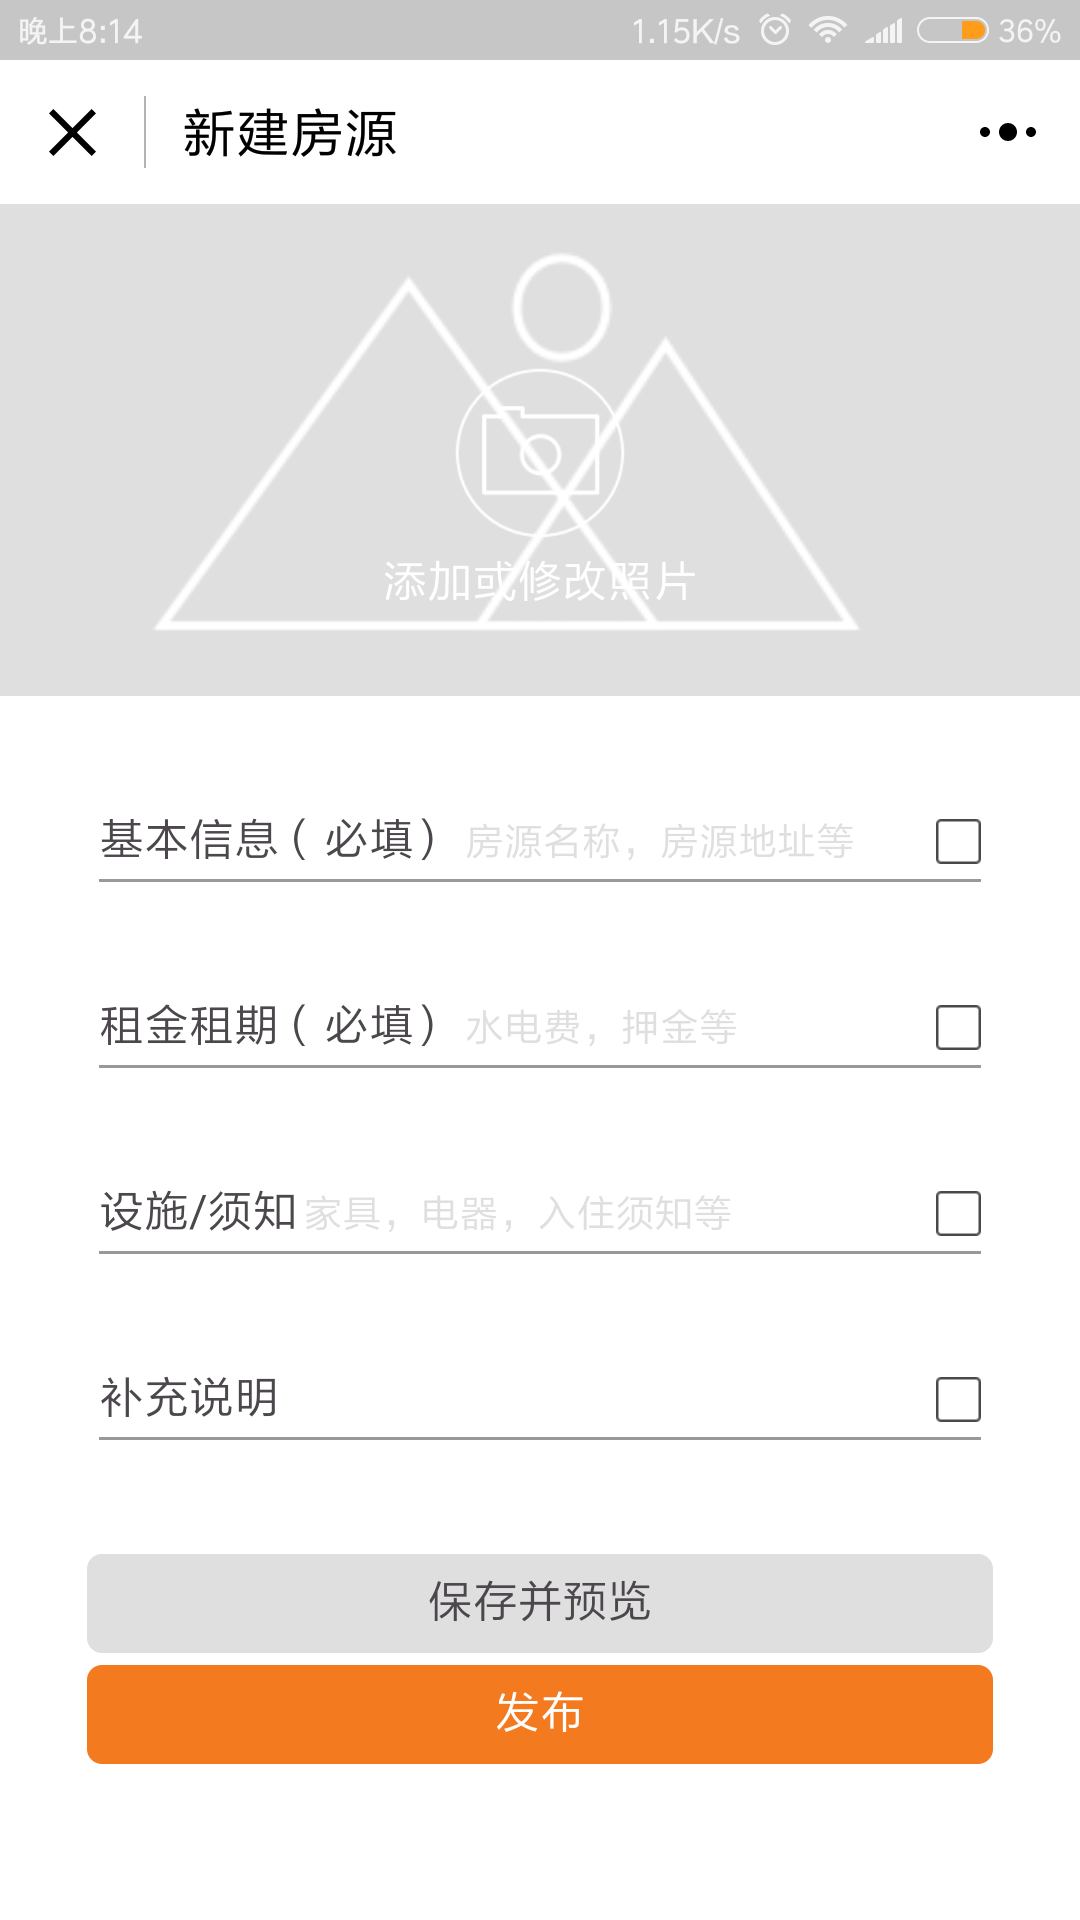 晚上8:14 1.15K/s 36%
新建房源
添加或修改照片
基本信息（ 必填） 房源名称，房源地址等
租金租期（ 必填） 水电费，押金等
设施/须知 家具，电器，入住须知等
补充说明
保存并预览
发布